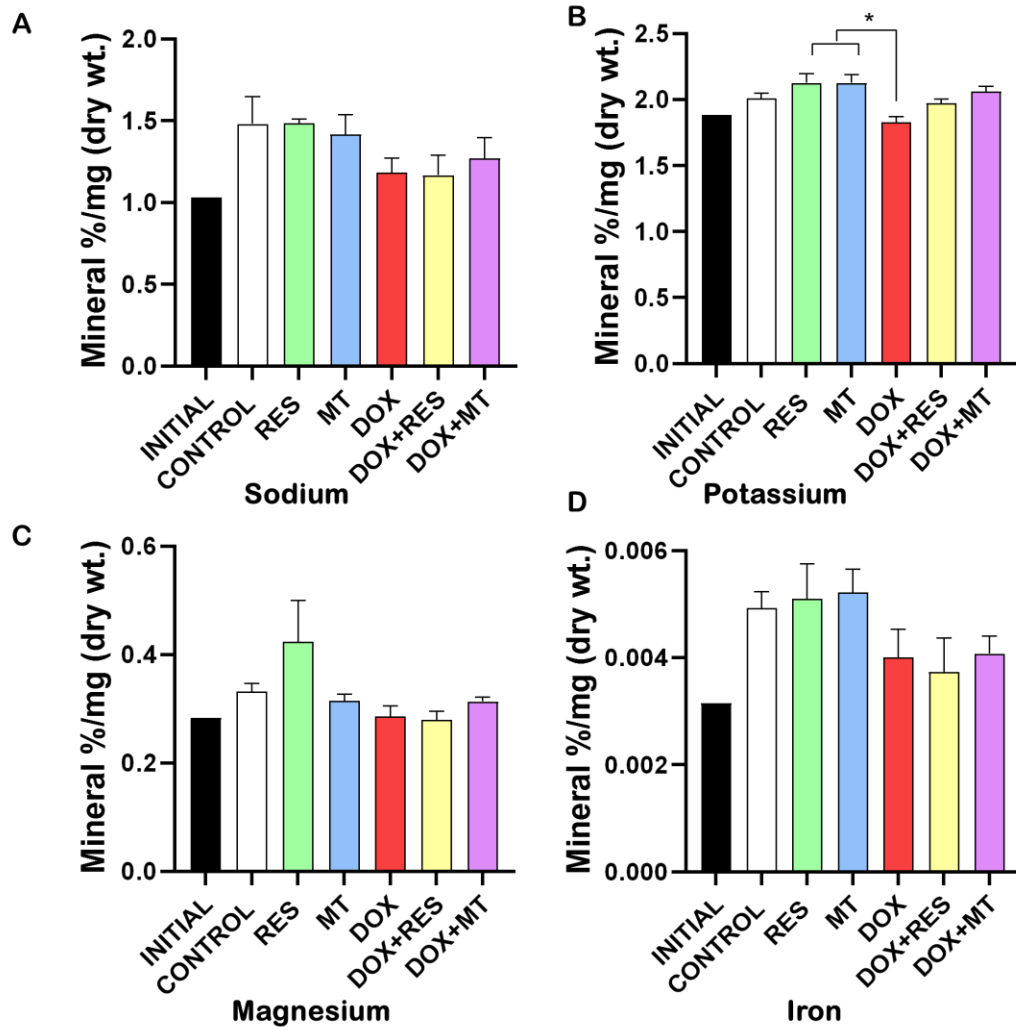 A
Mineral %/mg (dry wt.)
2.0
1.5
1.0
0.5
0.0
INITIAL
CONTROL
RES
MT
DOX
DOX+RES
DOX+MT
Sodium
B
*
Mineral %/mg (dry wt.)
2.5
2.0
1.5
1.0
0.5
0.0
INITIAL
CONTROL
RES
MT
DOX
DOX+RES
DOX+MT
Potassium
C
Mineral %/mg (dry wt.)
0.6
0.4
0.2
0.0
INITIAL
CONTROL
RES
MT
DOX
DOX+RES
DOX+MT
Magnesium
D
Mineral %/mg (dry wt.)
0.006
0.004
0.002
0.000
INITIAL
CONTROL
RES
MT
DOX
DOX+RES
DOX+MT
Iron